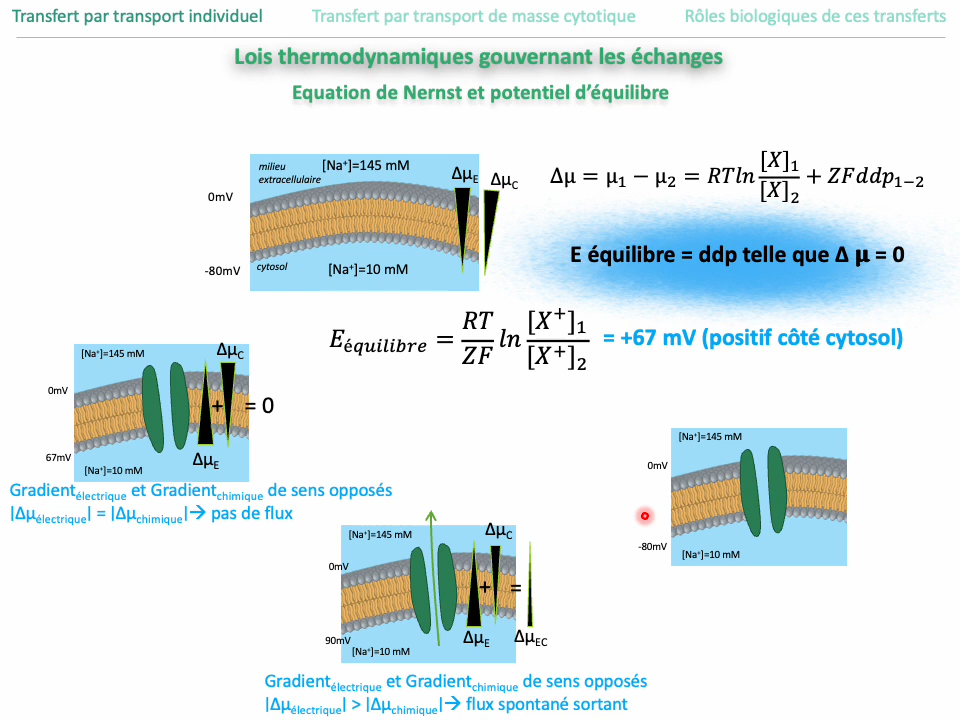 Transfert par transport individuel
Transfert par transport de masse cytotique
Rôles biologiques de ces transferts
Lois thermodynamiques gouvernant les échanges
Equation de Nernst et potentiel d’équilibre
milieu extracellulaire
[Na+]=145 mM
0mV
-80mV
cytosol
[Na+]=10 mM
ΔμE
ΔμC
Δμ = μ1 − μ2 = RTln [X]1/[X]2 + ZFddp1−2
E équilibre = ddp telle que Δ μ = 0
Eéquilibre = RT/ZF ln [X+]1/[X+]2 = +67 mV (positif côté cytosol)
[Na+]=145 mM
ΔμC
0mV
+ = 0
67mV
[Na+]=10 mM
ΔμE
Gradientélectrique et Gradientchimique de sens opposés
|Δμélectrique| = |Δμchimique|→ pas de flux
[Na+]=145 mM
0mV
-80mV
[Na+]=10 mM
[Na+]=145 mM
ΔμC
0mV
+ =
90mV
[Na+]=10 mM
ΔμE
ΔμEC
Gradientélectrique et Gradientchimique de sens opposés
|Δμélectrique| > |Δμchimique|→ flux spontané sortant